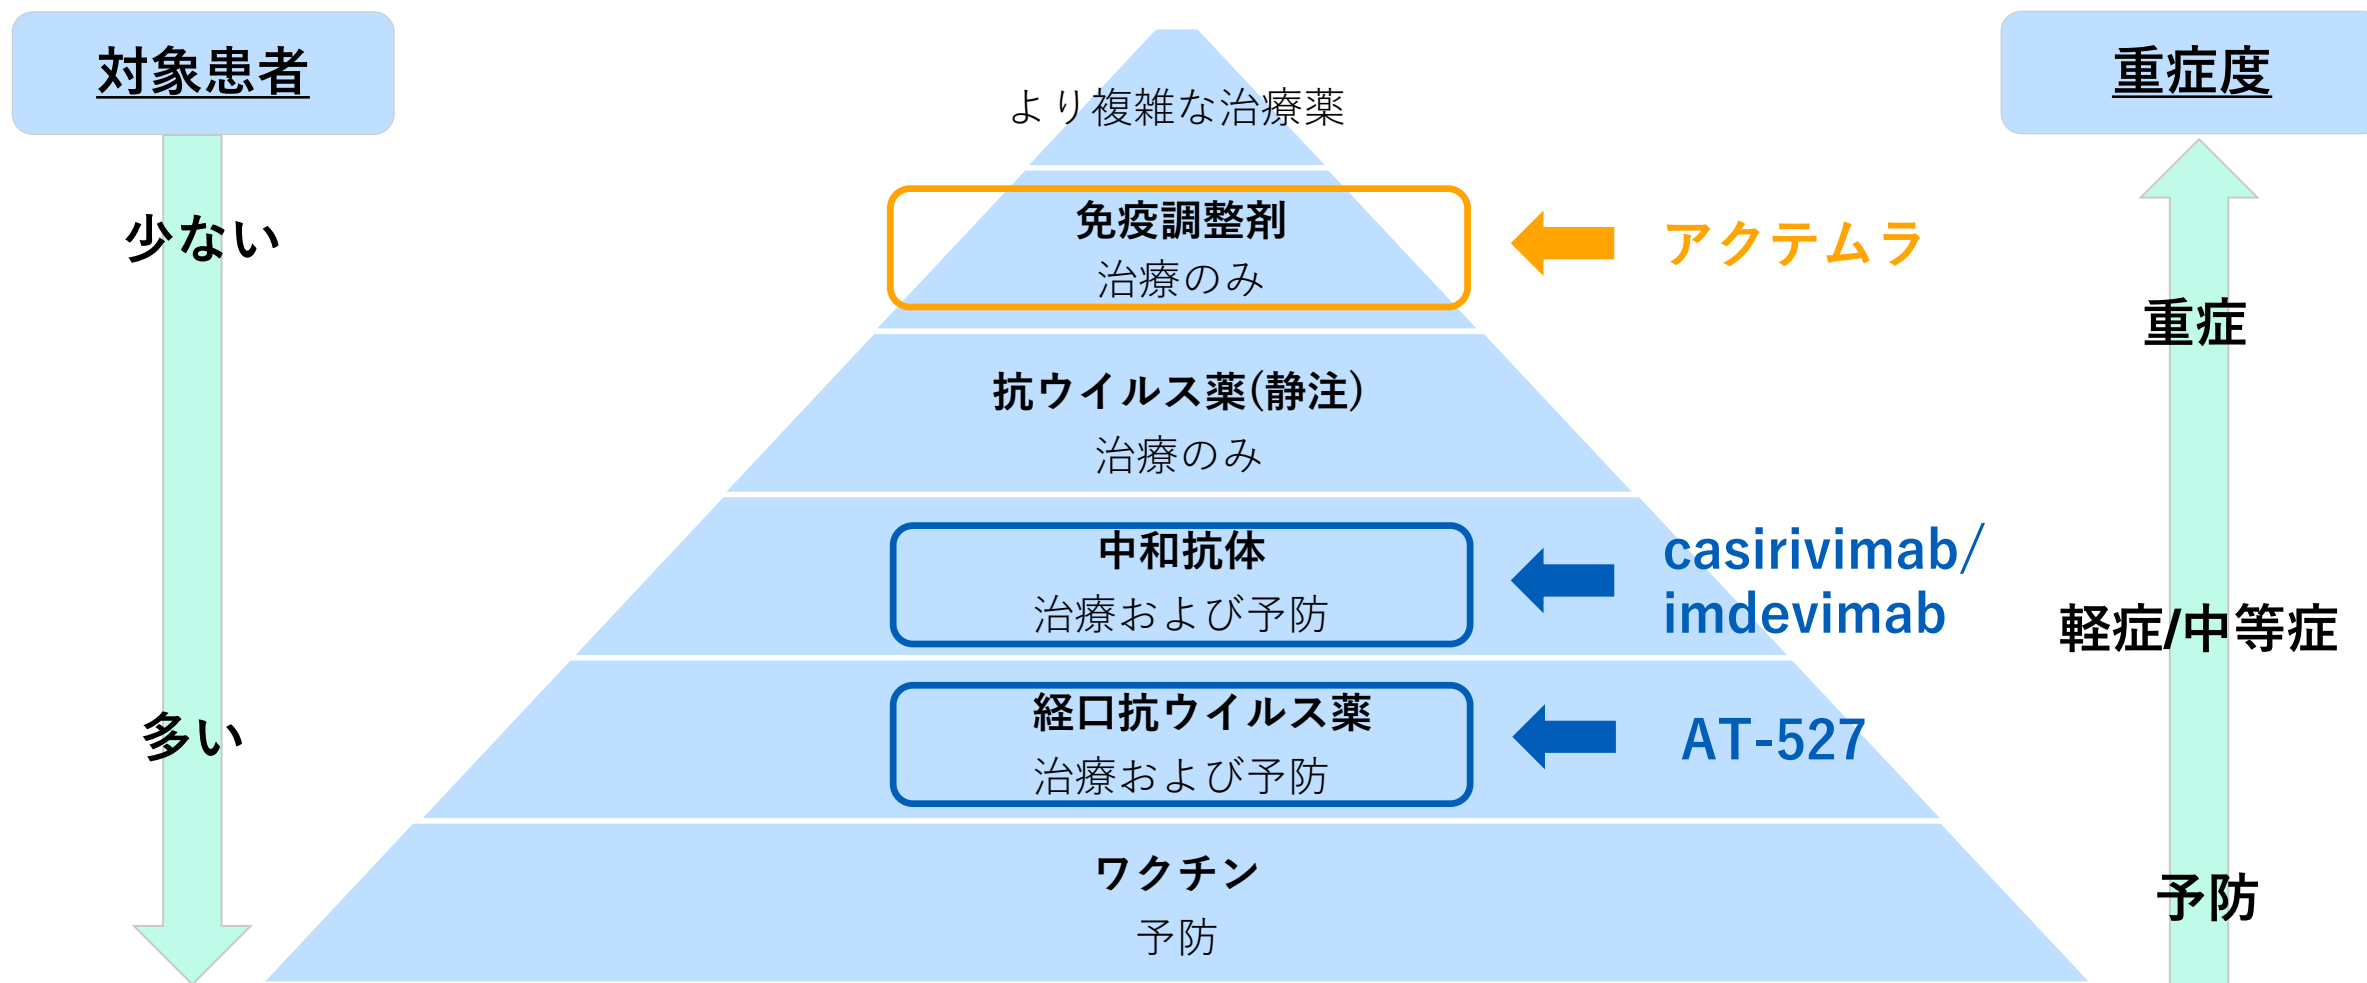 対象患者
少ない
多い
より複雑な治療薬
免疫調整剤
治療のみ
抗ウイルス薬(静注)
治療のみ
中和抗体
治療および予防
経口抗ウイルス薬
治療および予防
ワクチン
予防
アクテムラ
casirivimab/
imdevimab
AT-527
重症度
重症
軽症/中等症
予防